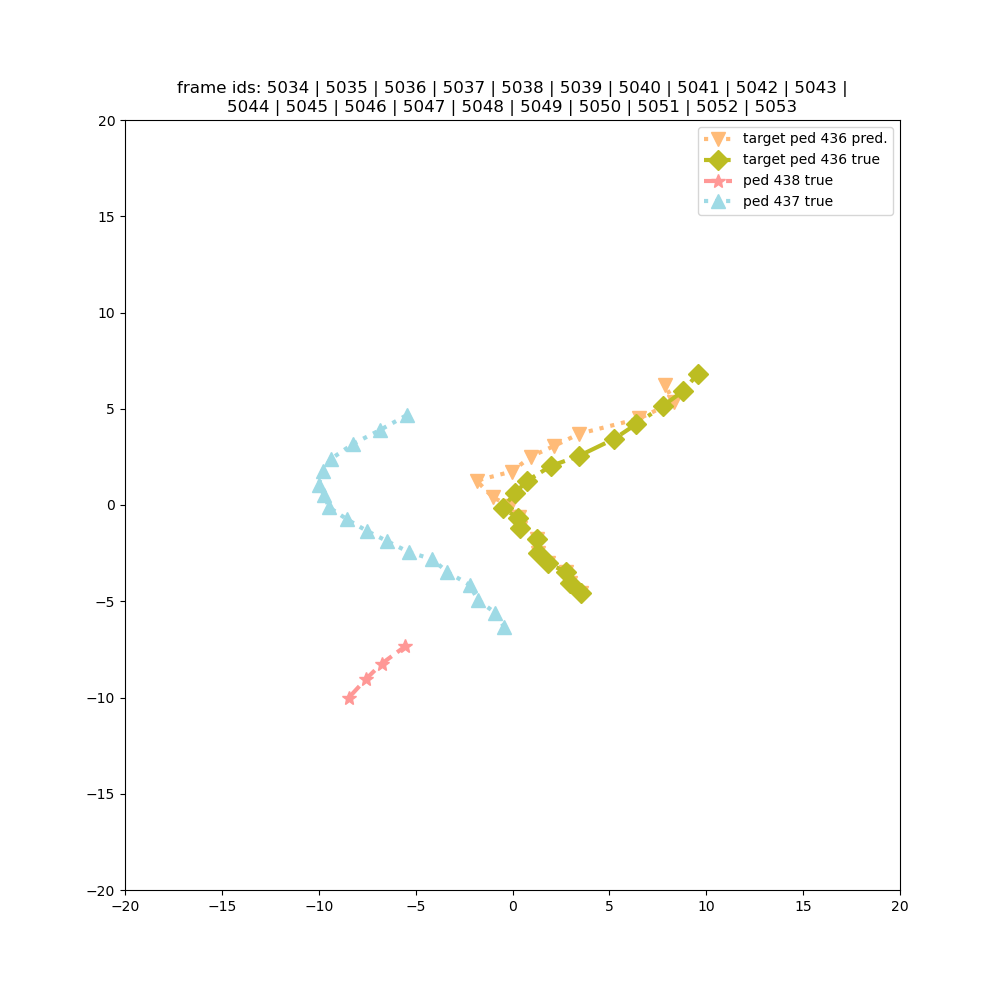 frame ids: 5034 | 5035 | 5036 | 5037 | 5038 | 5039 | 5040 | 5041 | 5042 | 5043 |
5044 | 5045 | 5046 | 5047 | 5048 | 5049 | 5050 | 5051 | 5052 | 5053
target ped 436 pred.
target ped 436 true
ped 438 true
ped 437 true
20
15
10
5
0
−5
−10
−15
−20
−20 −15 −10 −5 0 5 10 15 20